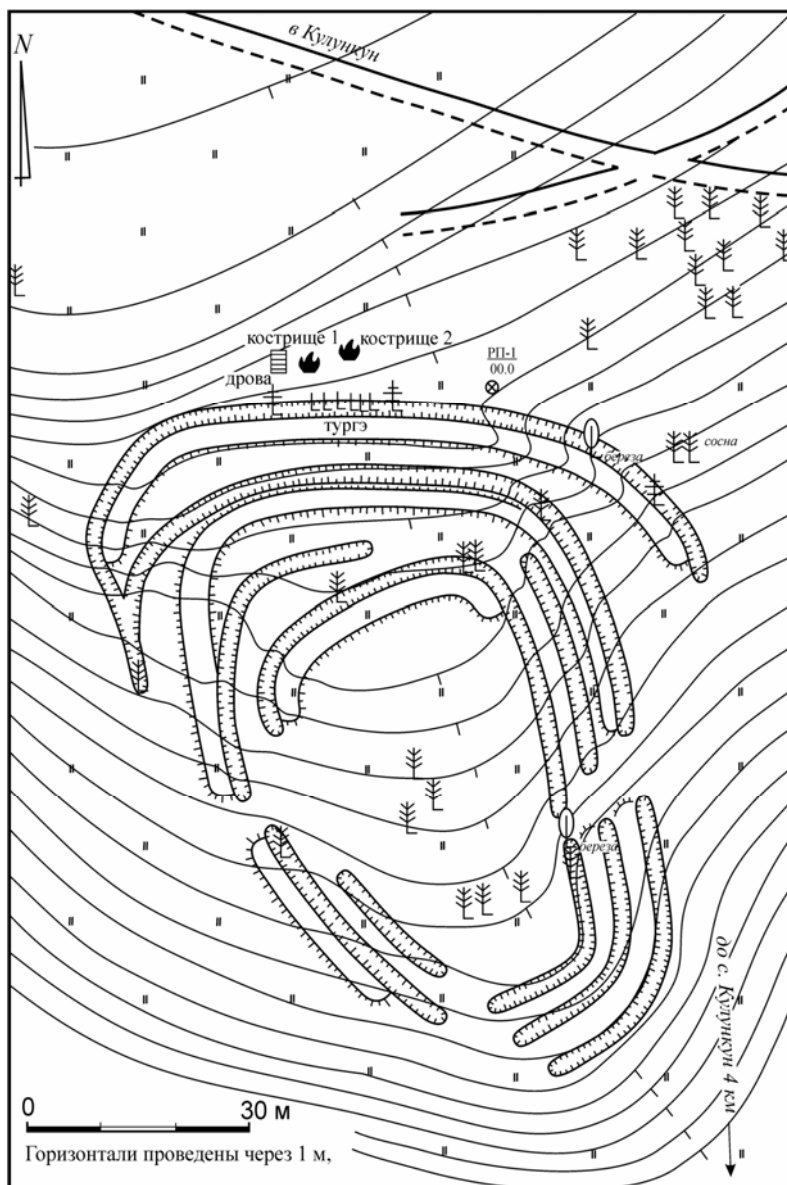 в Кулункун
N
кострище 1
кострище 2
РП-1
00.0
дрова
тургэ
береза
сосна
береза
до с. Кулункун 4 км
0 30 м
Горизонтали проведены через 1 м,